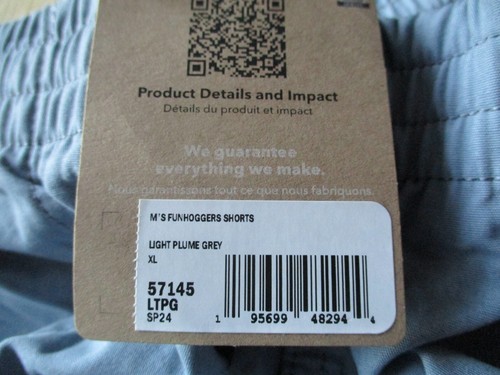 Product Details and Impact
Détails du produit et impact
We guarantee
everything we make.
Nous garantissons tout ce que nous fabriquons.
M'S FUNHOGGERS SHORTS
LIGHT PLUME GREY
XL
57145
LTPG
SP24
1 95699 48294 4